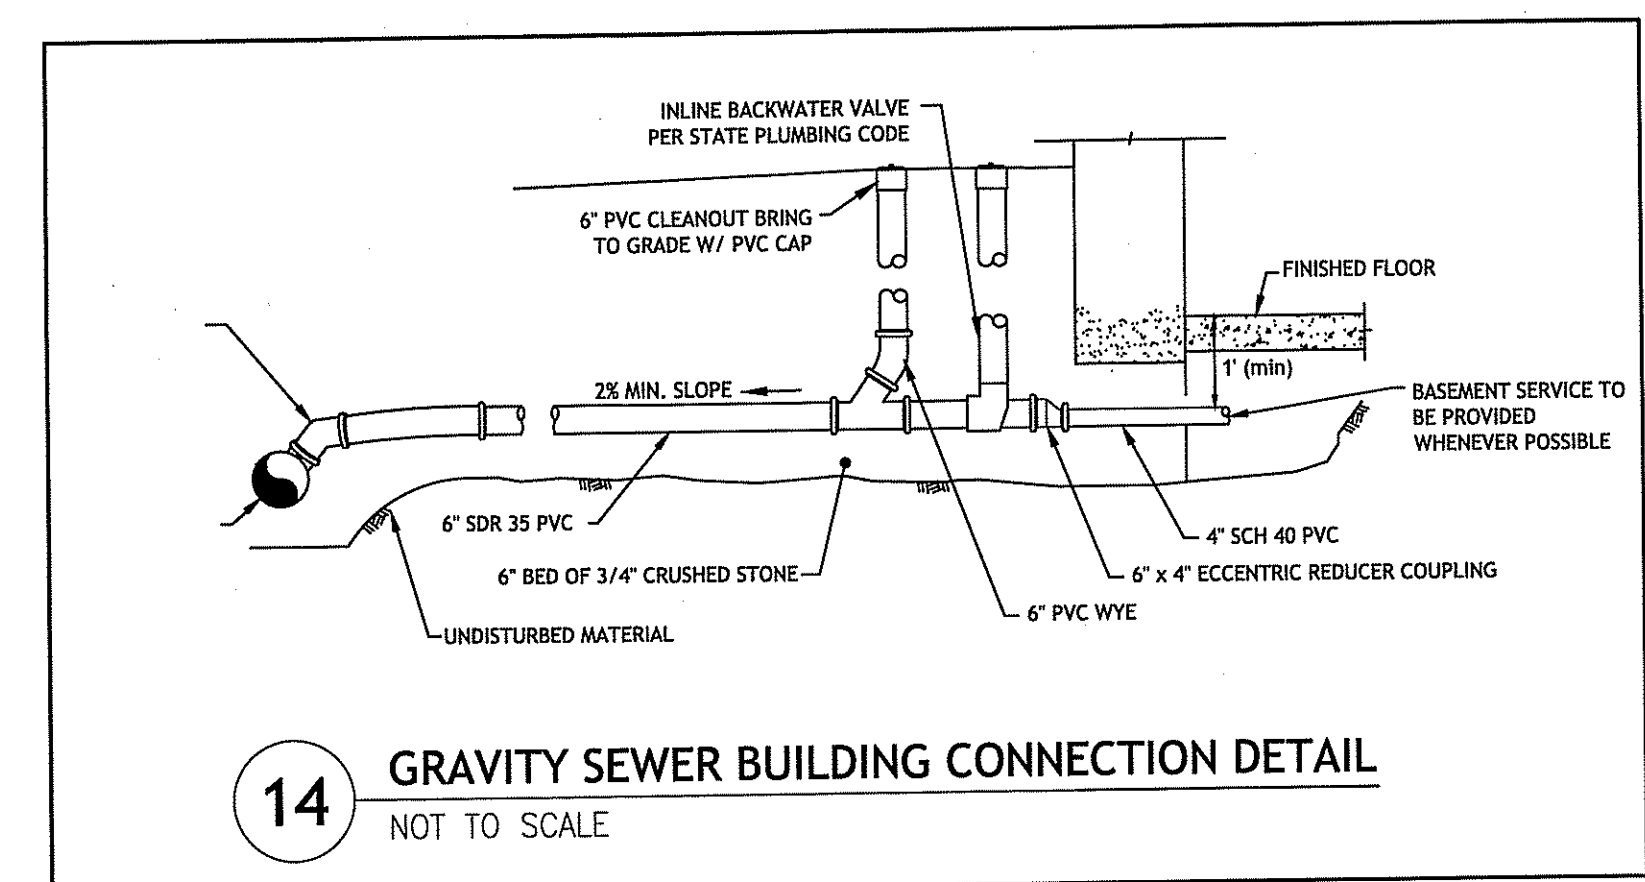 INLINE BACKWATER VALVE
PER STATE PLUMBING CODE
6" PVC CLEANOUT BRING
TO GRADE W/ PVC CAP
FINISHED FLOOR
1' (min)
2% MIN. SLOPE
BASEMENT SERVICE TO
BE PROVIDED
WHENEVER POSSIBLE
6" SDR 35 PVC
4" SCH 40 PVC
6" BED OF 3/4" CRUSHED STONE
6" x 4" ECCENTRIC REDUCER COUPLING
6" PVC WYE
UNDISTURBED MATERIAL
14
GRAVITY SEWER BUILDING CONNECTION DETAIL
NOT TO SCALE